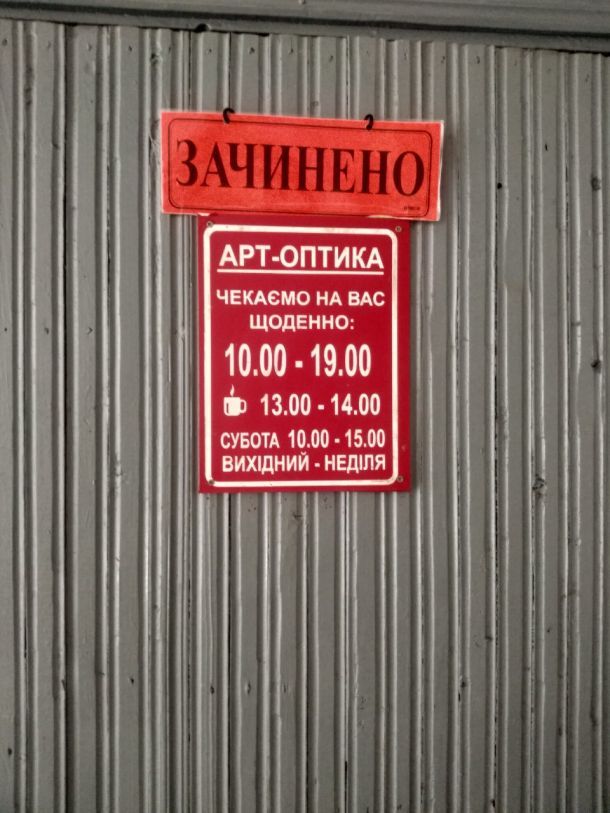 ЗАЧИНЕНО
АРТ-ОПТИКА
ЧЕКАЄМО НА ВАС
ЩОДЕННО:
10.00 - 19.00
13.00 - 14.00
СУБОТА 10.00 - 15.00
ВИХІДНИЙ - НЕДІЛЯ